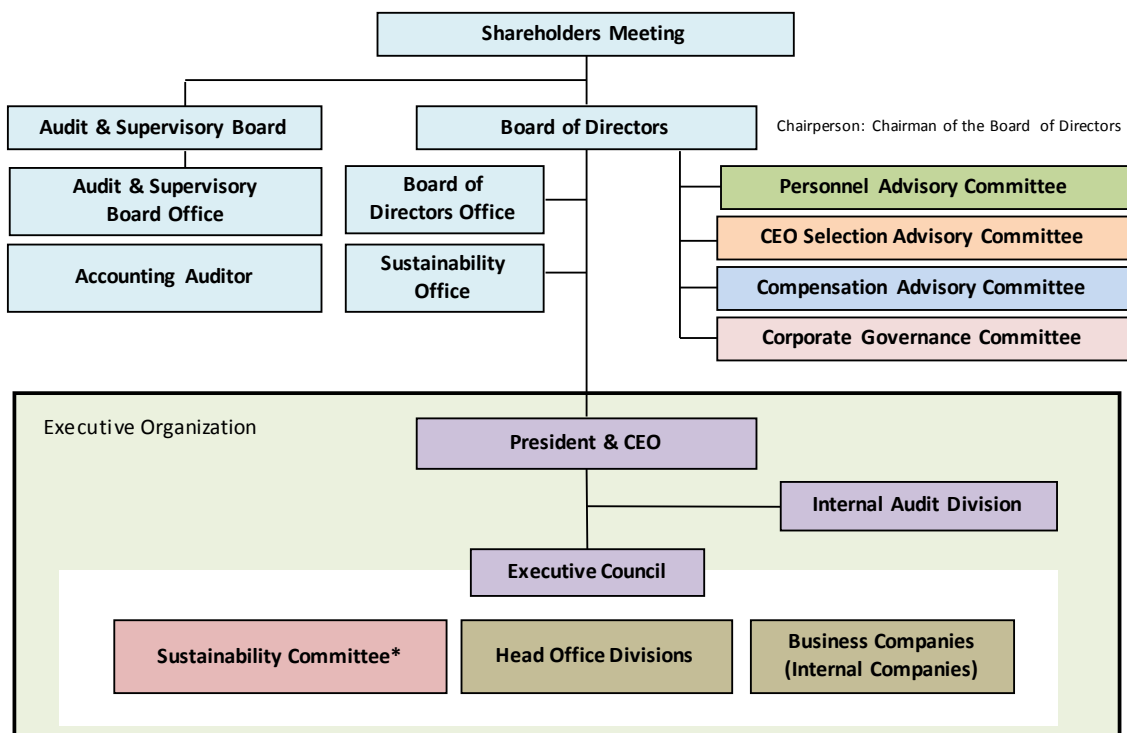 Shareholders Meeting
Audit & Supervisory Board
Board of Directors
Chairperson: Chairman of the Board of Directors
Audit & Supervisory
Board Office
Board of
Directors Office
Personnel Advisory Committee
CEO Selection Advisory Committee
Accounting Auditor
Sustainability
Office
Compensation Advisory Committee
Corporate Governance Committee
Executive Organization
President & CEO
Internal Audit Division
Executive Council
Sustainability Committee*
Head Office Divisions
Business Companies
(Internal Companies)